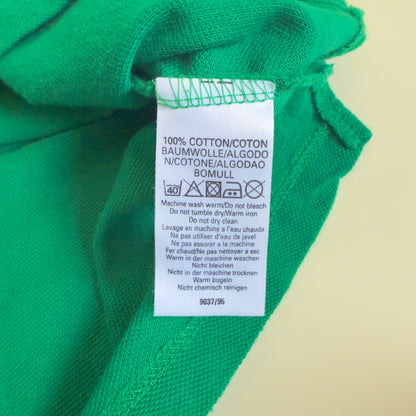 100% COTTON/COTON
BAUMWOLLE/ALGODO
N/COTONE/ALGODAO
BOMULL
40
Machine wash warm/Do not bleach
Do not tumble dry/Warm iron
Do not dry clean
Lavage en machine a l'eau chaude
Ne pas utiliser d'eau de javel
Ne pas essorer a la machine
Fer chaud/Ne pas nettoyer a sec
Warm in der maschine waschen
Nicht bleichen
Nicht in der maschine trocknen
Warm bugeln
Nicht chemisch reinigen
9037/95